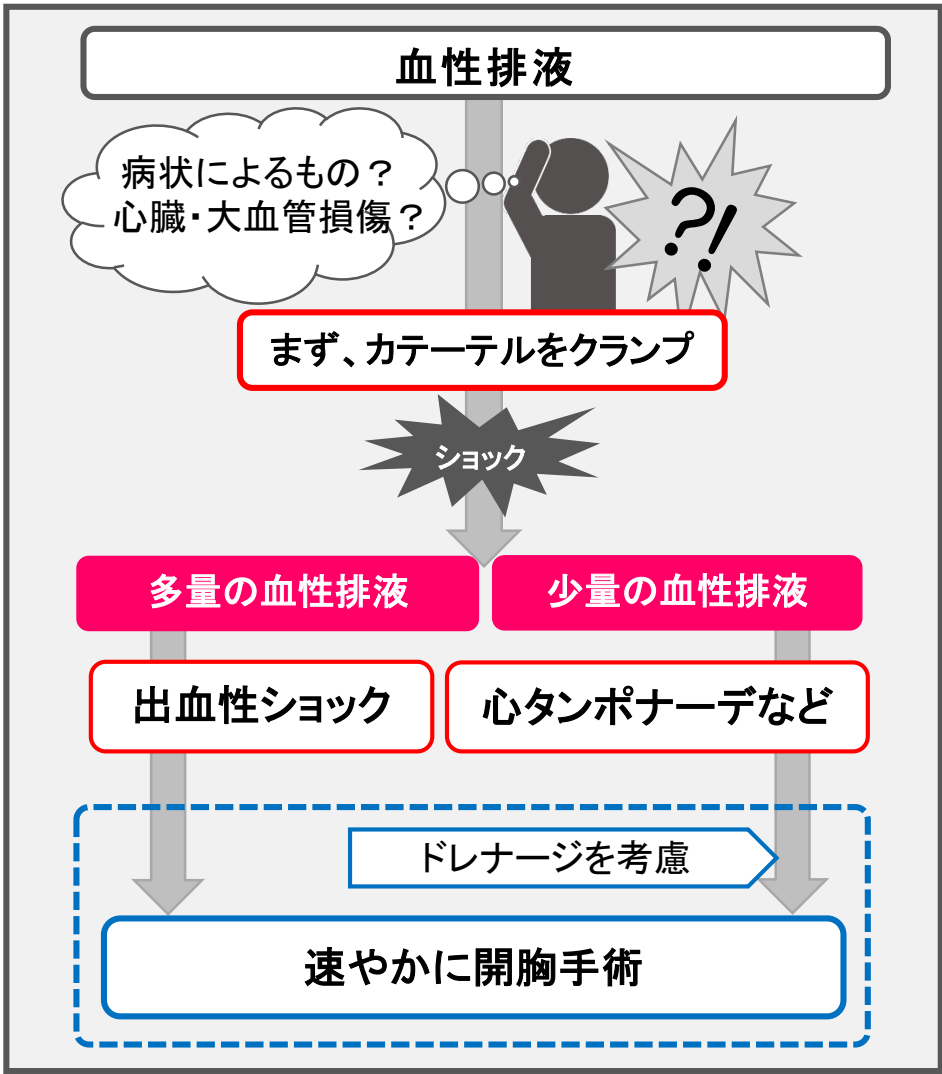 血性排液
病状によるもの？
心臓・大血管損傷？
?!
まず、カテーテルをクランプ
ショック
多量の血性排液
少量の血性排液
出血性ショック
心タンポナーデなど
ドレナージを考慮
速やかに開胸手術